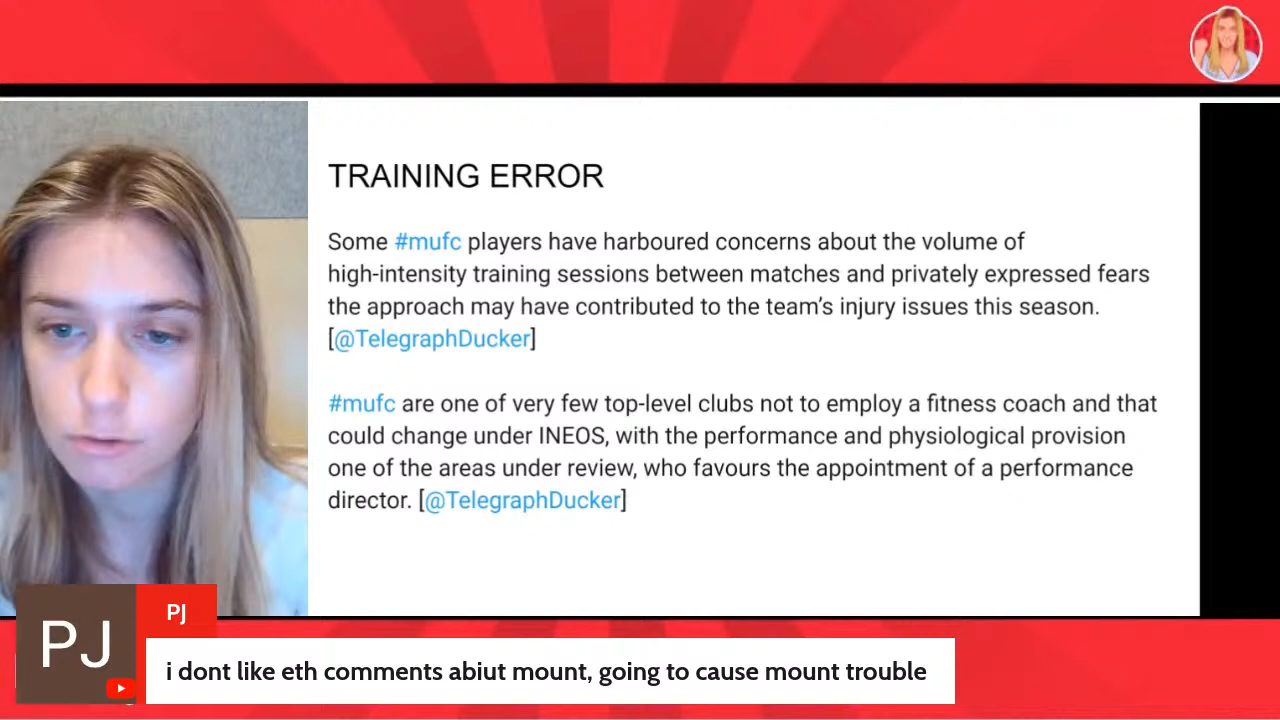 TRAINING ERROR
Some #mufc players have harboured concerns about the volume of
high-intensity training sessions between matches and privately expressed fears
the approach may have contributed to the team’s injury issues this season.
[@TelegraphDucker]
#mufc are one of very few top-level clubs not to employ a fitness coach and that
could change under INEOS, with the performance and physiological provision
one of the areas under review, who favours the appointment of a performance
director. [@TelegraphDucker]
PJ
PJ
i dont like eth comments abiut mount, going to cause mount trouble